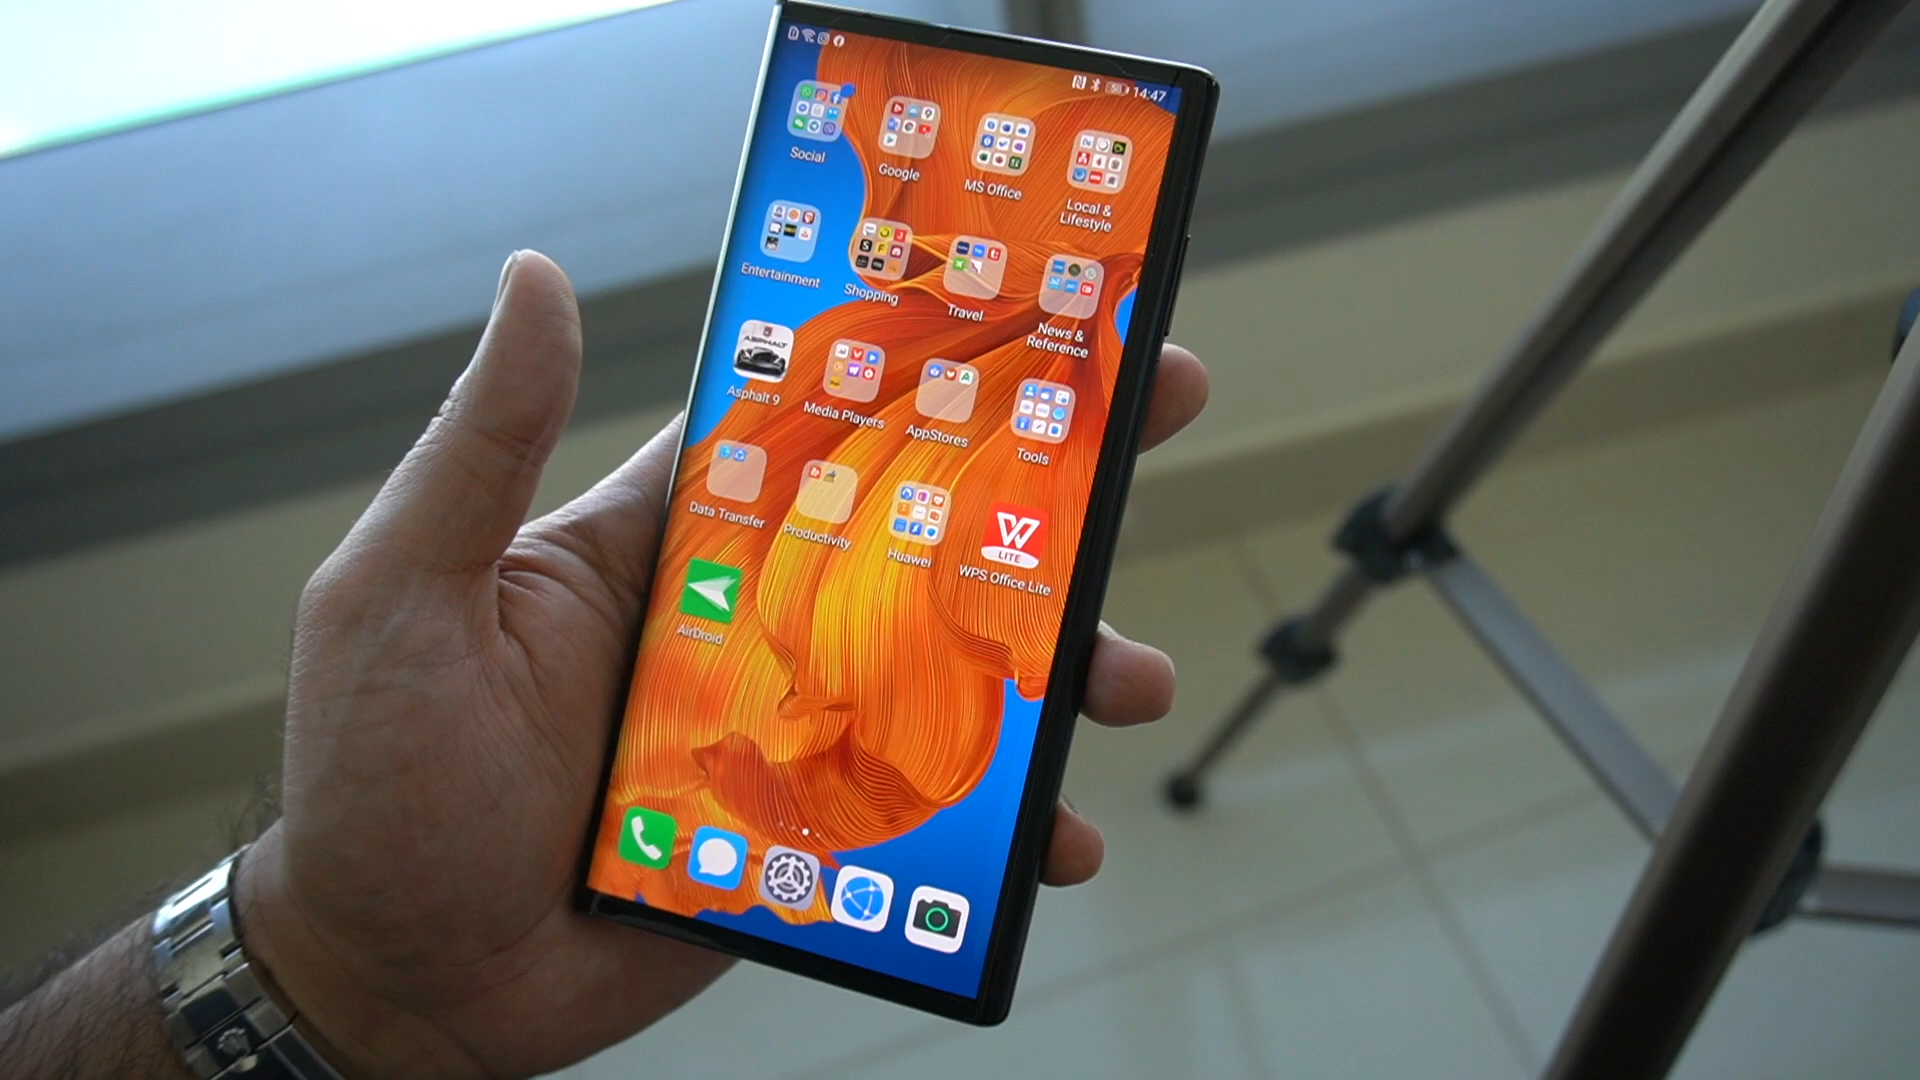 14:47
Social
Google
MS Office
Local &
Lifestyle
Entertainment
Shopping
Travel
News &
Reference
ASPHALT
Asphalt 9
Media Players
AppStores
Tools
Data Transfer
Productivity
Huawei
LITE
WPS Office Lite
AirDroid